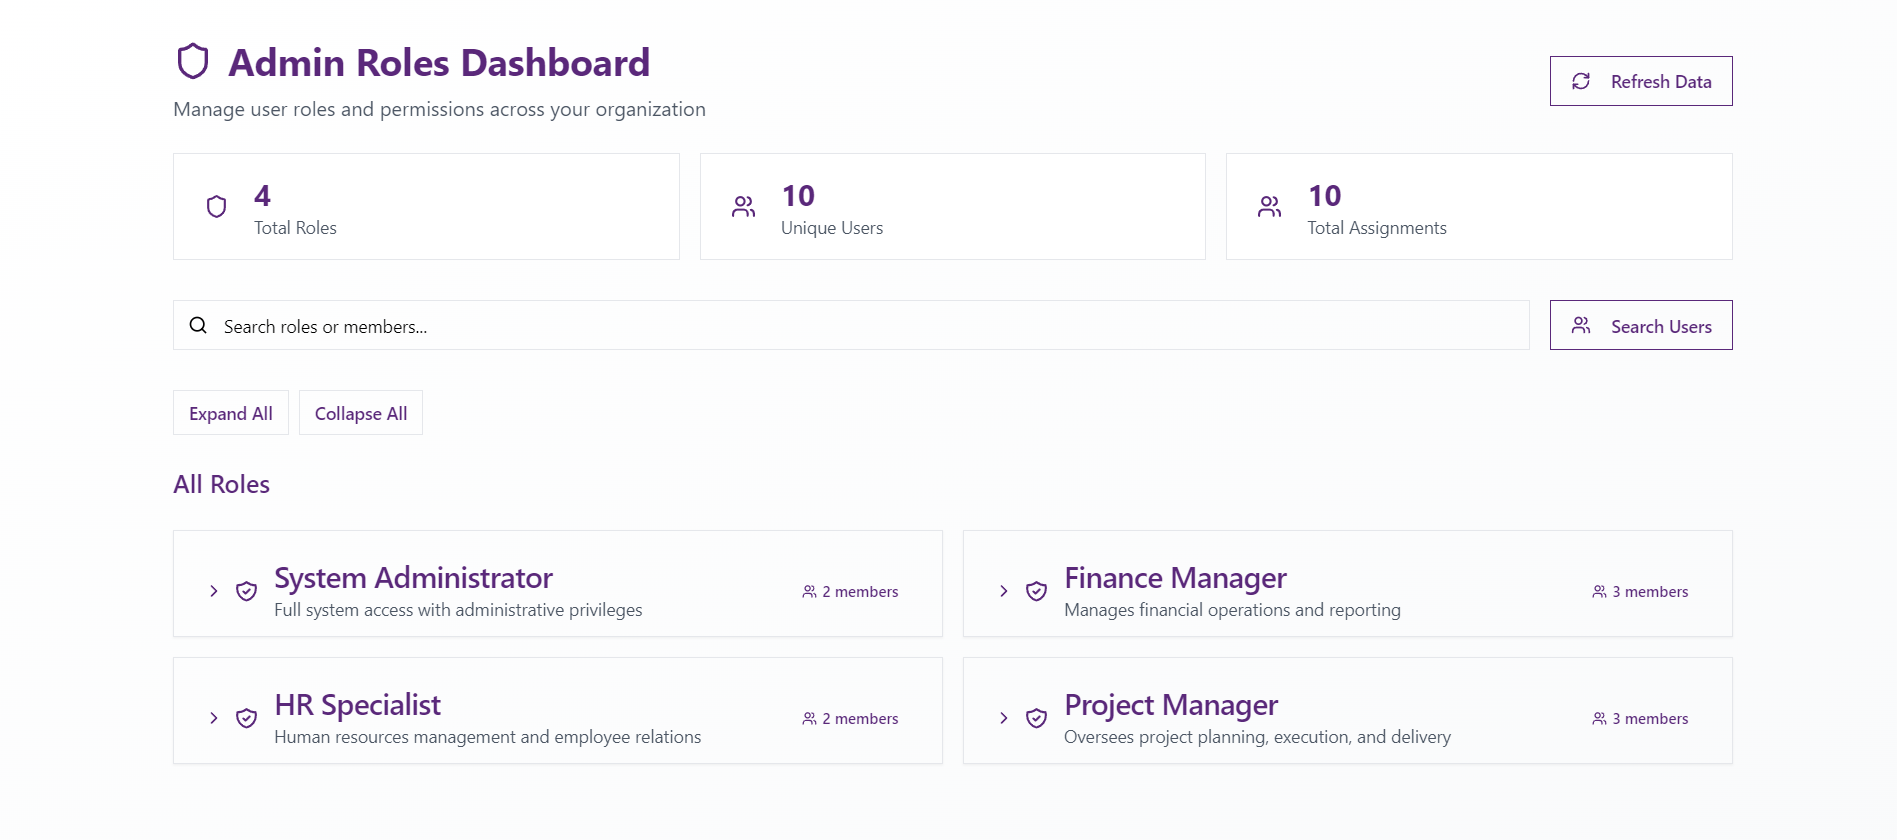 Admin Roles Dashboard
Manage user roles and permissions across your organization
Refresh Data
4
Total Roles
10
Unique Users
10
Total Assignments
Search roles or members...
Search Users
Expand All
Collapse All
All Roles
System Administrator
Full system access with administrative privileges
2 members
Finance Manager
Manages financial operations and reporting
3 members
HR Specialist
Human resources management and employee relations
2 members
Project Manager
Oversees project planning, execution, and delivery
3 members